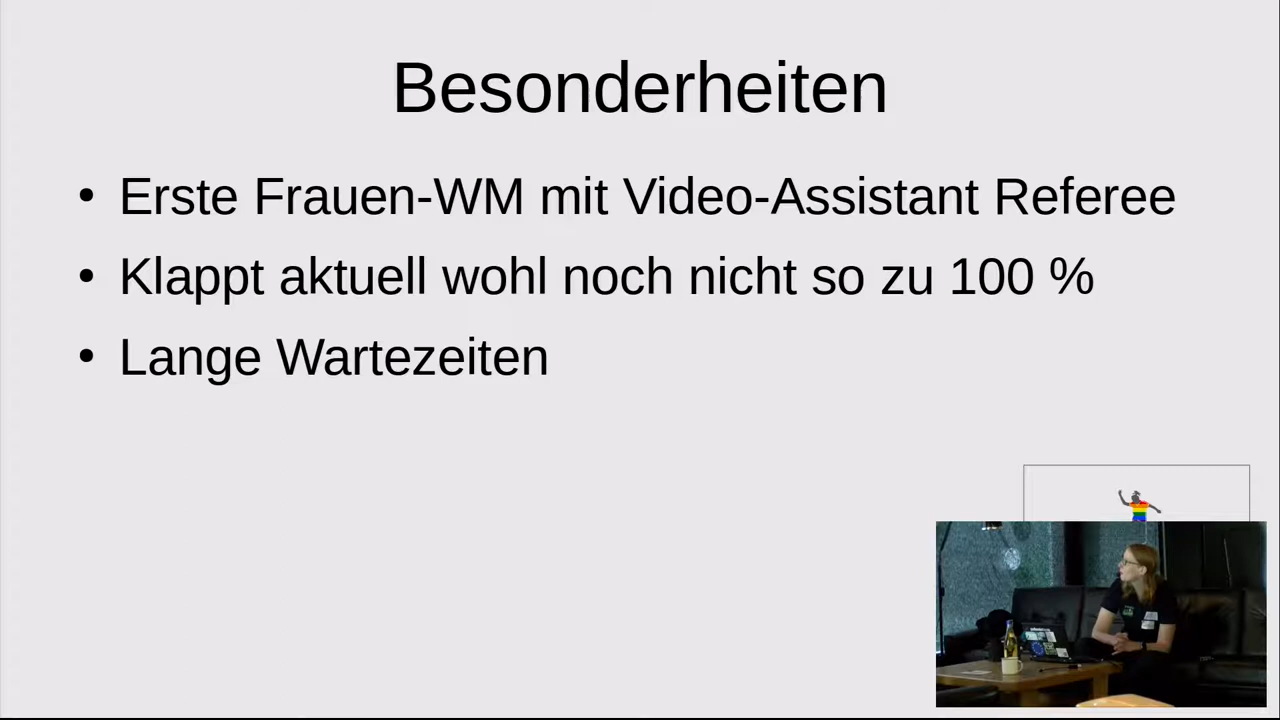 Besonderheiten
• Erste Frauen-WM mit Video-Assistant Referee
• Klappt aktuell wohl noch nicht so zu 100 %
• Lange Wartezeiten